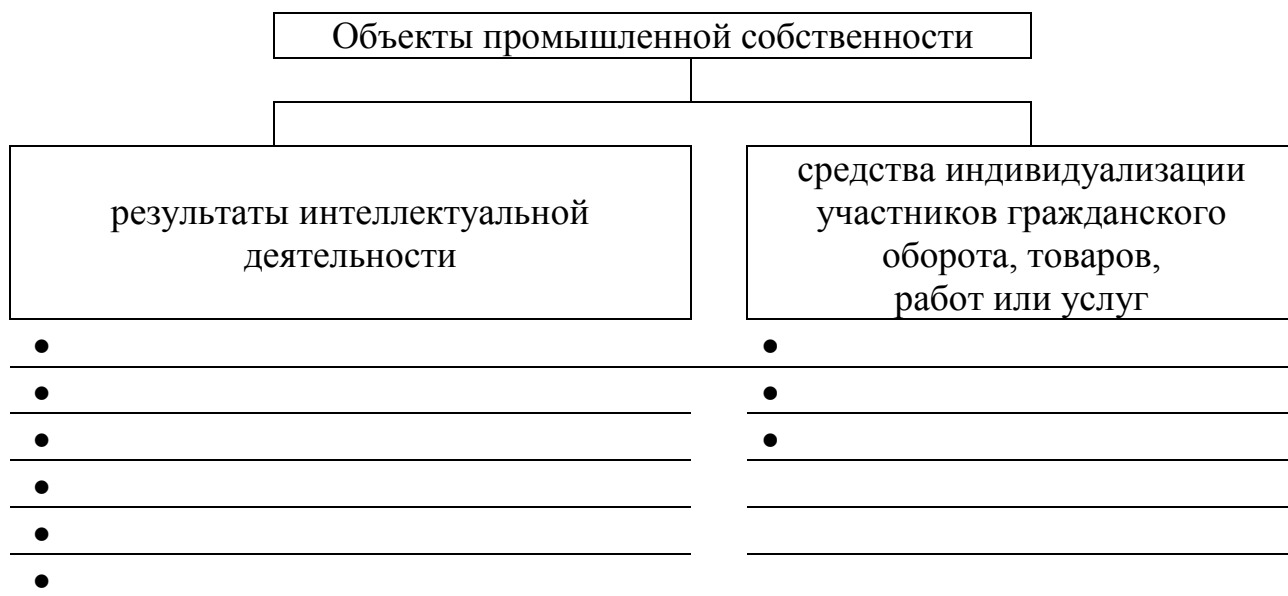 Объекты промышленной собственности
результаты интеллектуальной
деятельности
средства индивидуализации
участников гражданского
оборота, товаров,
работ или услуг